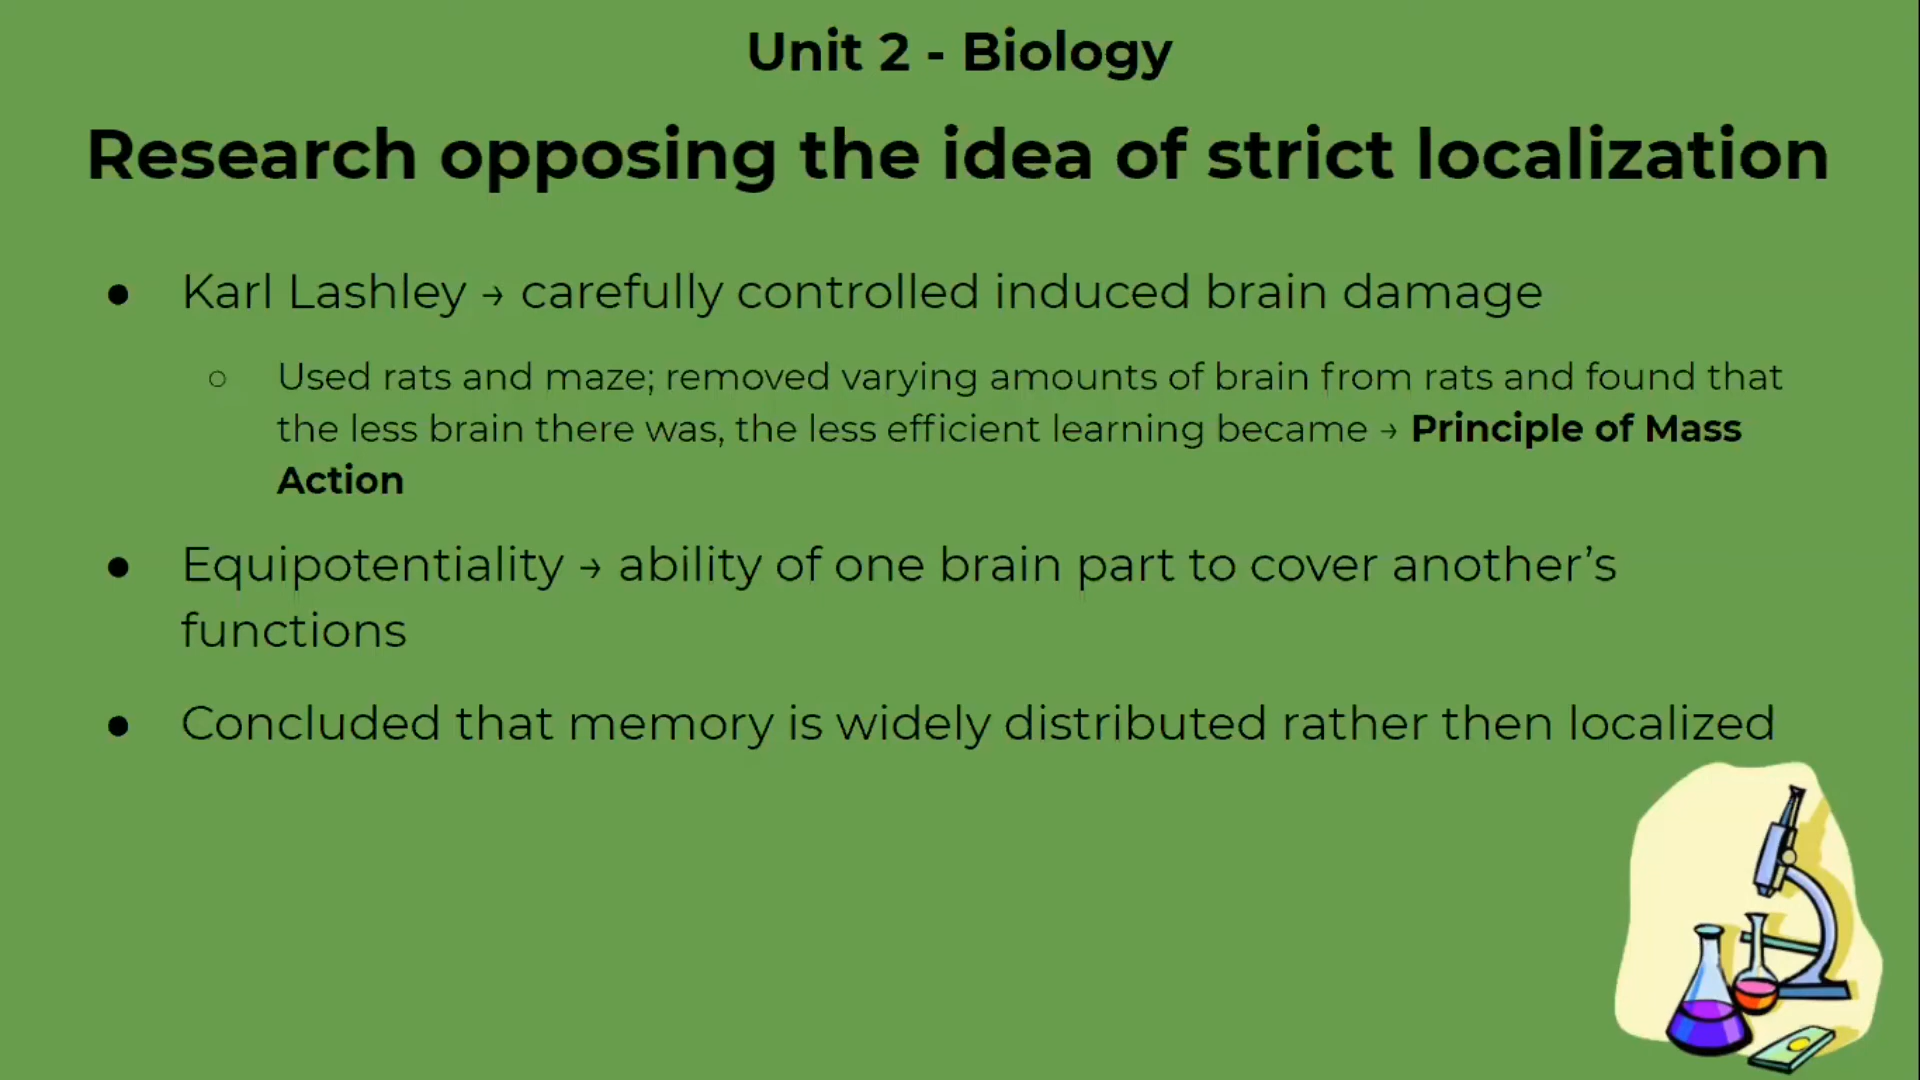 Unit 2 - Biology
Research opposing the idea of strict localization
● Karl Lashley → carefully controlled induced brain damage
○ Used rats and maze; removed varying amounts of brain from rats and found that
the less brain there was, the less efficient learning became → Principle of Mass
Action
● Equipotentiality → ability of one brain part to cover another’s
functions
● Concluded that memory is widely distributed rather then localized